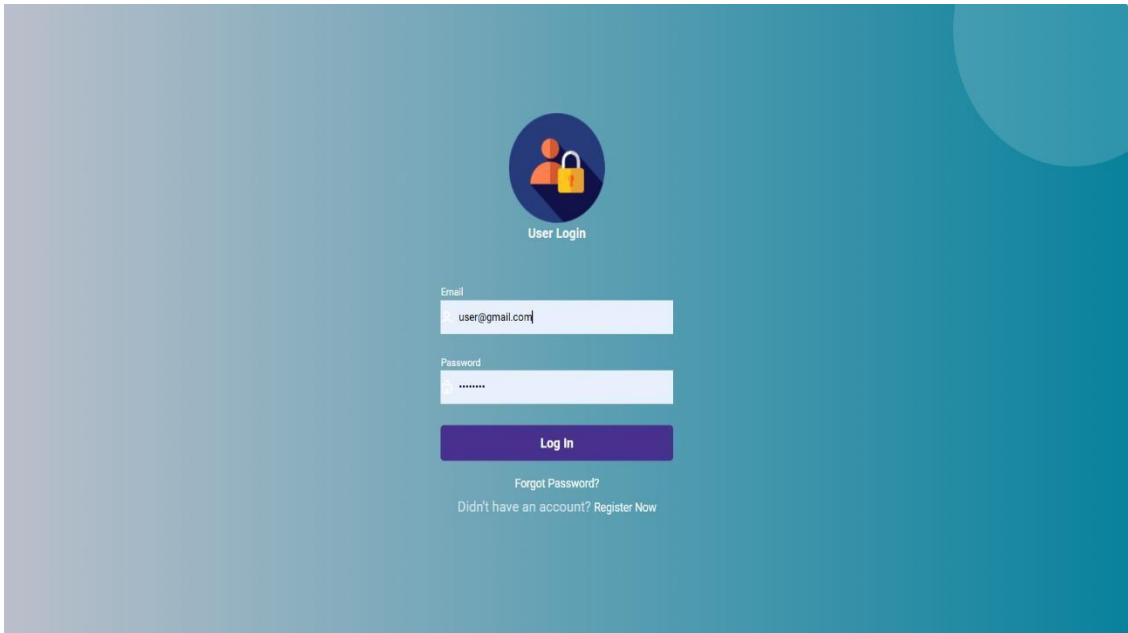 User Login
Email
user@gmail.com
Password
••••••••
Log In
Forgot Password?
Didn't have an account? Register Now